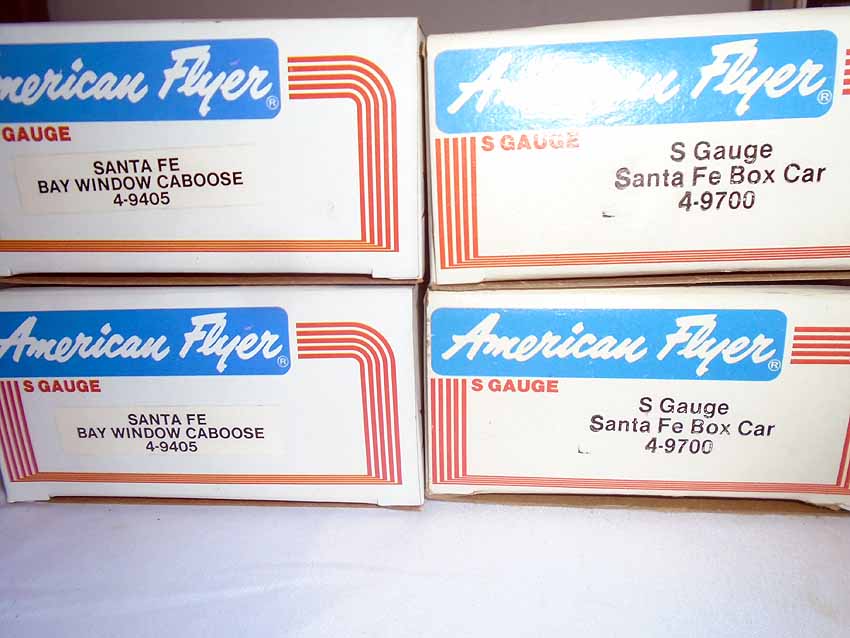 merican Flyer®
GAUGE
SANTA FE
BAY WINDOW CABOOSE
4-9405
American Flyer®
S GAUGE
S Gauge
Santa Fe Box Car
4-9700
American Flyer®
S GAUGE
SANTA FE
BAY WINDOW CABOOSE
4-9405
American Flyer®
S GAUGE
S Gauge
Santa Fe Box Car
4-9700